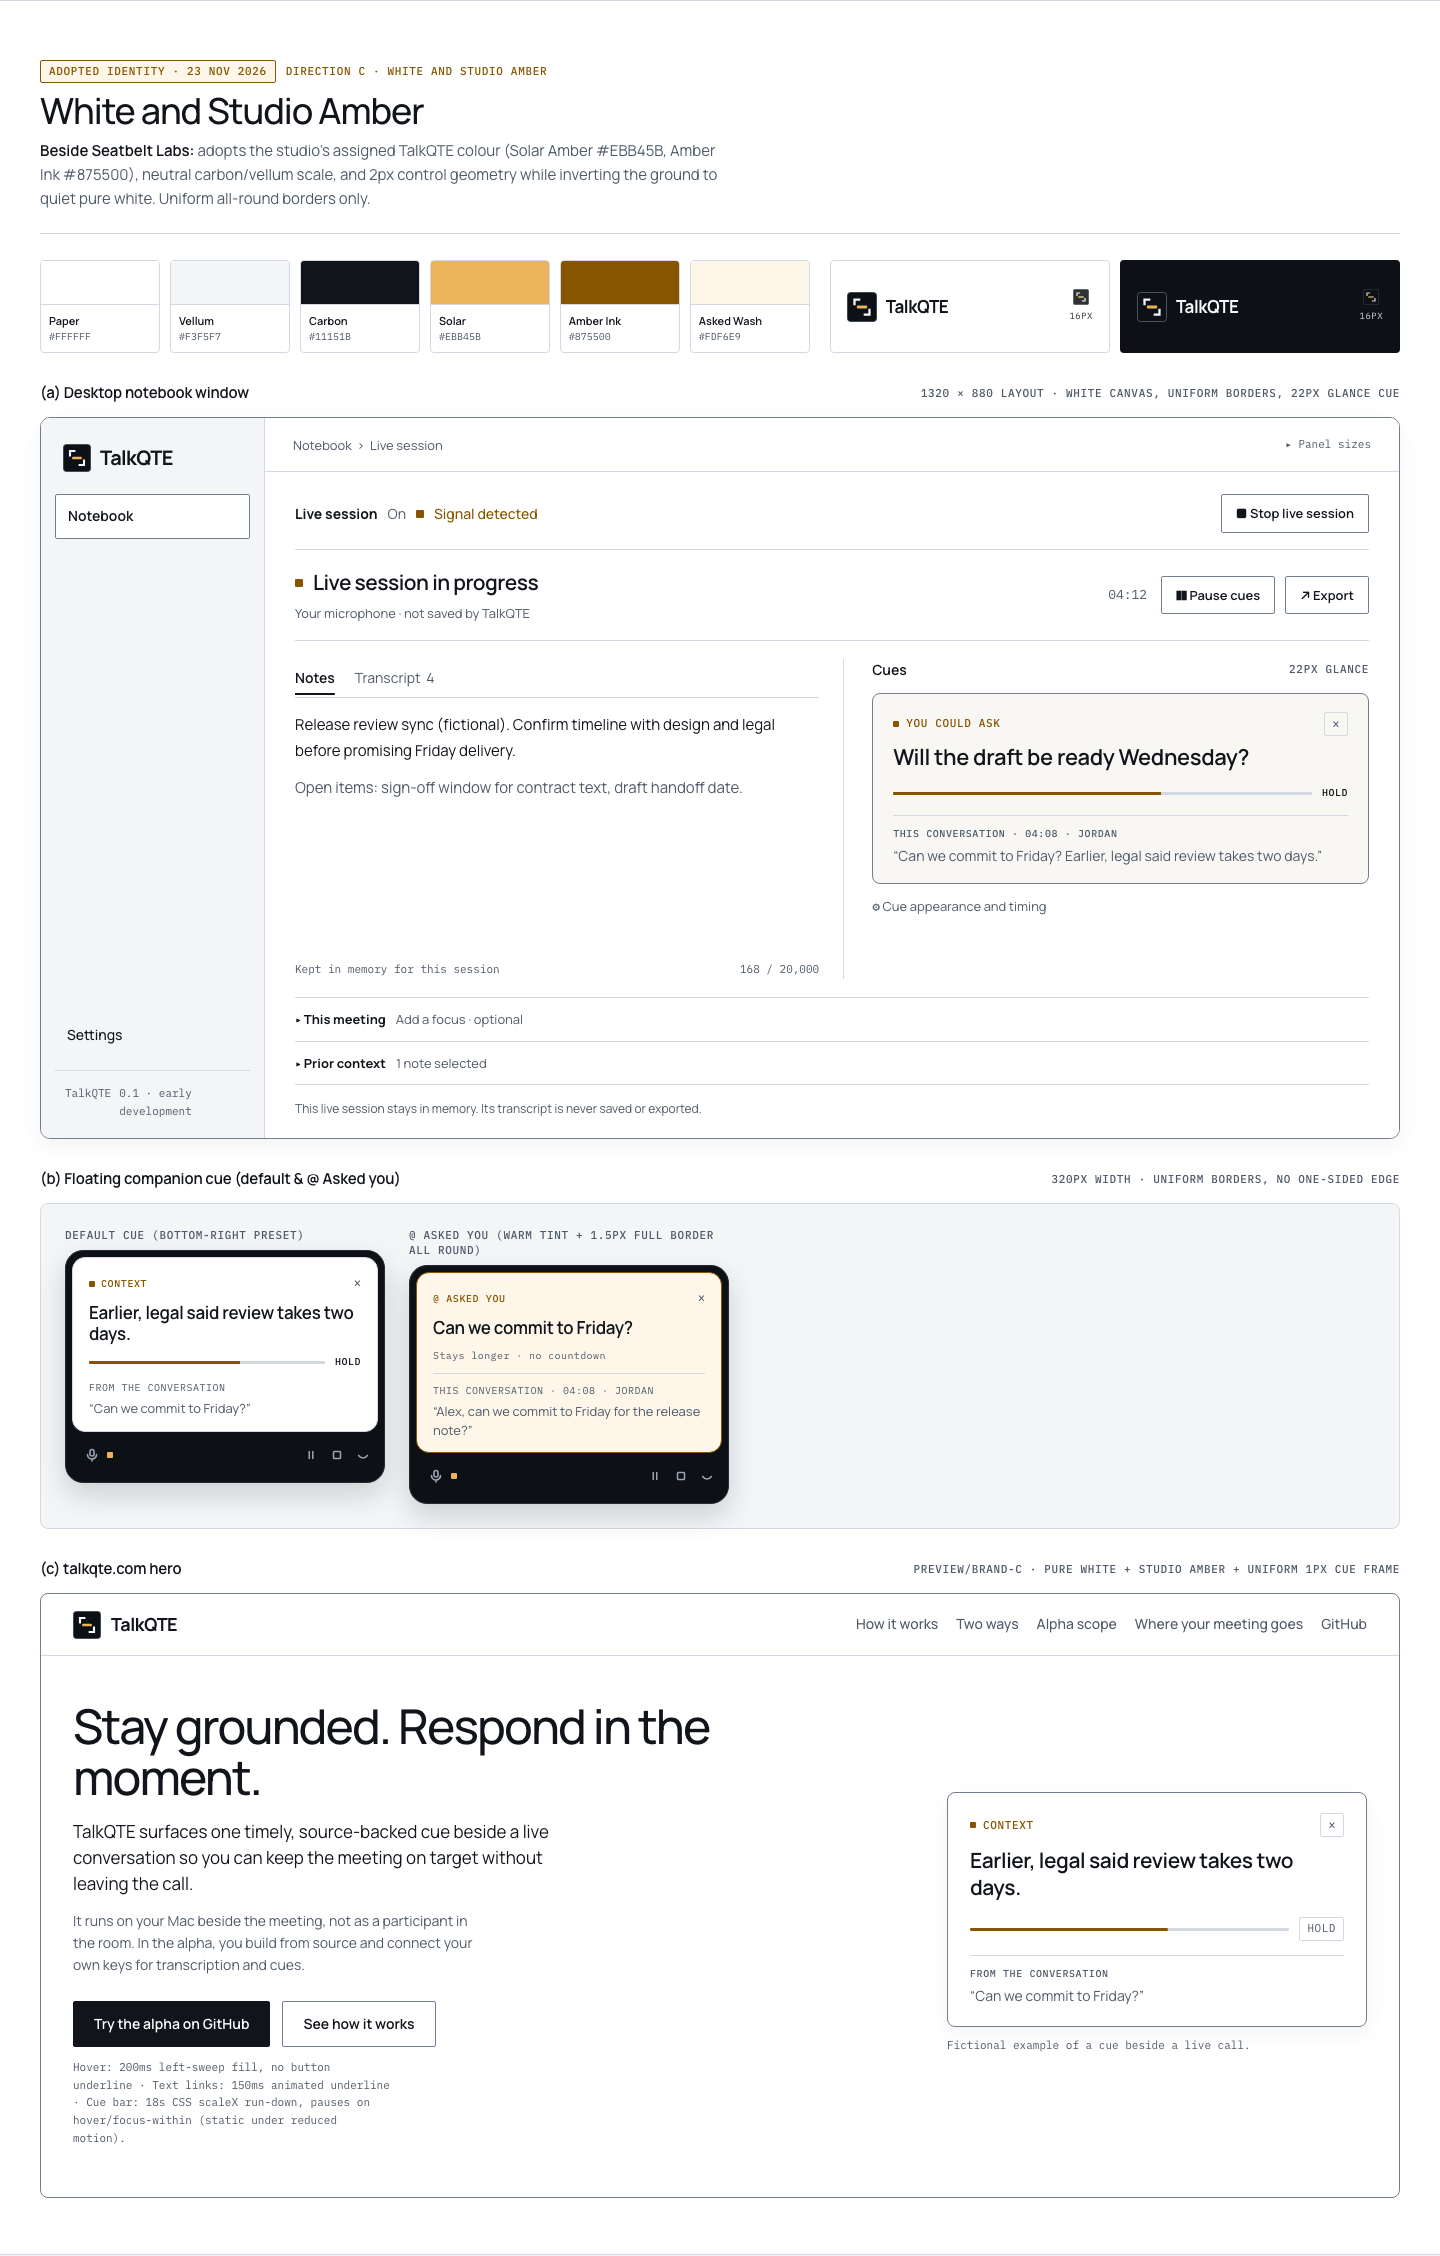 ADOPTED IDENTITY · 23 NOV 2026 DIRECTION C · WHITE AND STUDIO AMBER
White and Studio Amber
Beside Seatbelt Labs: adopts the studio's assigned TalkQTE colour (Solar Amber #EBB45B, Amber
Ink #875500), neutral carbon/vellum scale, and 2px control geometry while inverting the ground to
quiet pure white. Uniform all-round borders only.
Paper
#FFFFFF
Vellum
#F3F5F7
Carbon
#11151B
Solar
#EBB45B
Amber Ink
#875500
Asked Wash
#FDF6E9
TalkQTE
16PX
TalkQTE
16PX
(a) Desktop notebook window
1320 × 880 LAYOUT · WHITE CANVAS, UNIFORM BORDERS, 22PX GLANCE CUE
TalkQTE
Notebook
Settings
TalkQTE 0.1 · early
development
Notebook › Live session
▸ Panel sizes
Live session On Signal detected
Stop live session
Live session in progress
Your microphone · not saved by TalkQTE
04:12
Pause cues
↗ Export
Notes Transcript 4
Release review sync (fictional). Confirm timeline with design and legal
before promising Friday delivery.
Open items: sign-off window for contract text, draft handoff date.
Kept in memory for this session
168 / 20,000
Cues
22PX GLANCE
YOU COULD ASK
×
Will the draft be ready Wednesday?
HOLD
THIS CONVERSATION · 04:08 · JORDAN
“Can we commit to Friday? Earlier, legal said review takes two days.”
⚙ Cue appearance and timing
▸ This meeting Add a focus · optional
▸ Prior context 1 note selected
This live session stays in memory. Its transcript is never saved or exported.
(b) Floating companion cue (default & @ Asked you)
320PX WIDTH · UNIFORM BORDERS, NO ONE-SIDED EDGE
DEFAULT CUE (BOTTOM-RIGHT PRESET)
CONTEXT
×
Earlier, legal said review takes two
days.
HOLD
FROM THE CONVERSATION
“Can we commit to Friday?”
@ ASKED YOU (WARM TINT + 1.5PX FULL BORDER
ALL ROUND)
@ ASKED YOU
×
Can we commit to Friday?
Stays longer · no countdown
THIS CONVERSATION · 04:08 · JORDAN
“Alex, can we commit to Friday for the release
note?”
(c) talkqte.com hero
PREVIEW/BRAND-C · PURE WHITE + STUDIO AMBER + UNIFORM 1PX CUE FRAME
TalkQTE
How it works Two ways Alpha scope Where your meeting goes GitHub
Stay grounded. Respond in the
moment.
TalkQTE surfaces one timely, source-backed cue beside a live
conversation so you can keep the meeting on target without
leaving the call.
It runs on your Mac beside the meeting, not as a participant in
the room. In the alpha, you build from source and connect your
own keys for transcription and cues.
Try the alpha on GitHub
See how it works
Hover: 200ms left-sweep fill, no button
underline · Text links: 150ms animated underline
· Cue bar: 18s CSS scaleX run-down, pauses on
hover/focus-within (static under reduced
motion).
CONTEXT
×
Earlier, legal said review takes two
days.
HOLD
FROM THE CONVERSATION
“Can we commit to Friday?”
Fictional example of a cue beside a live call.